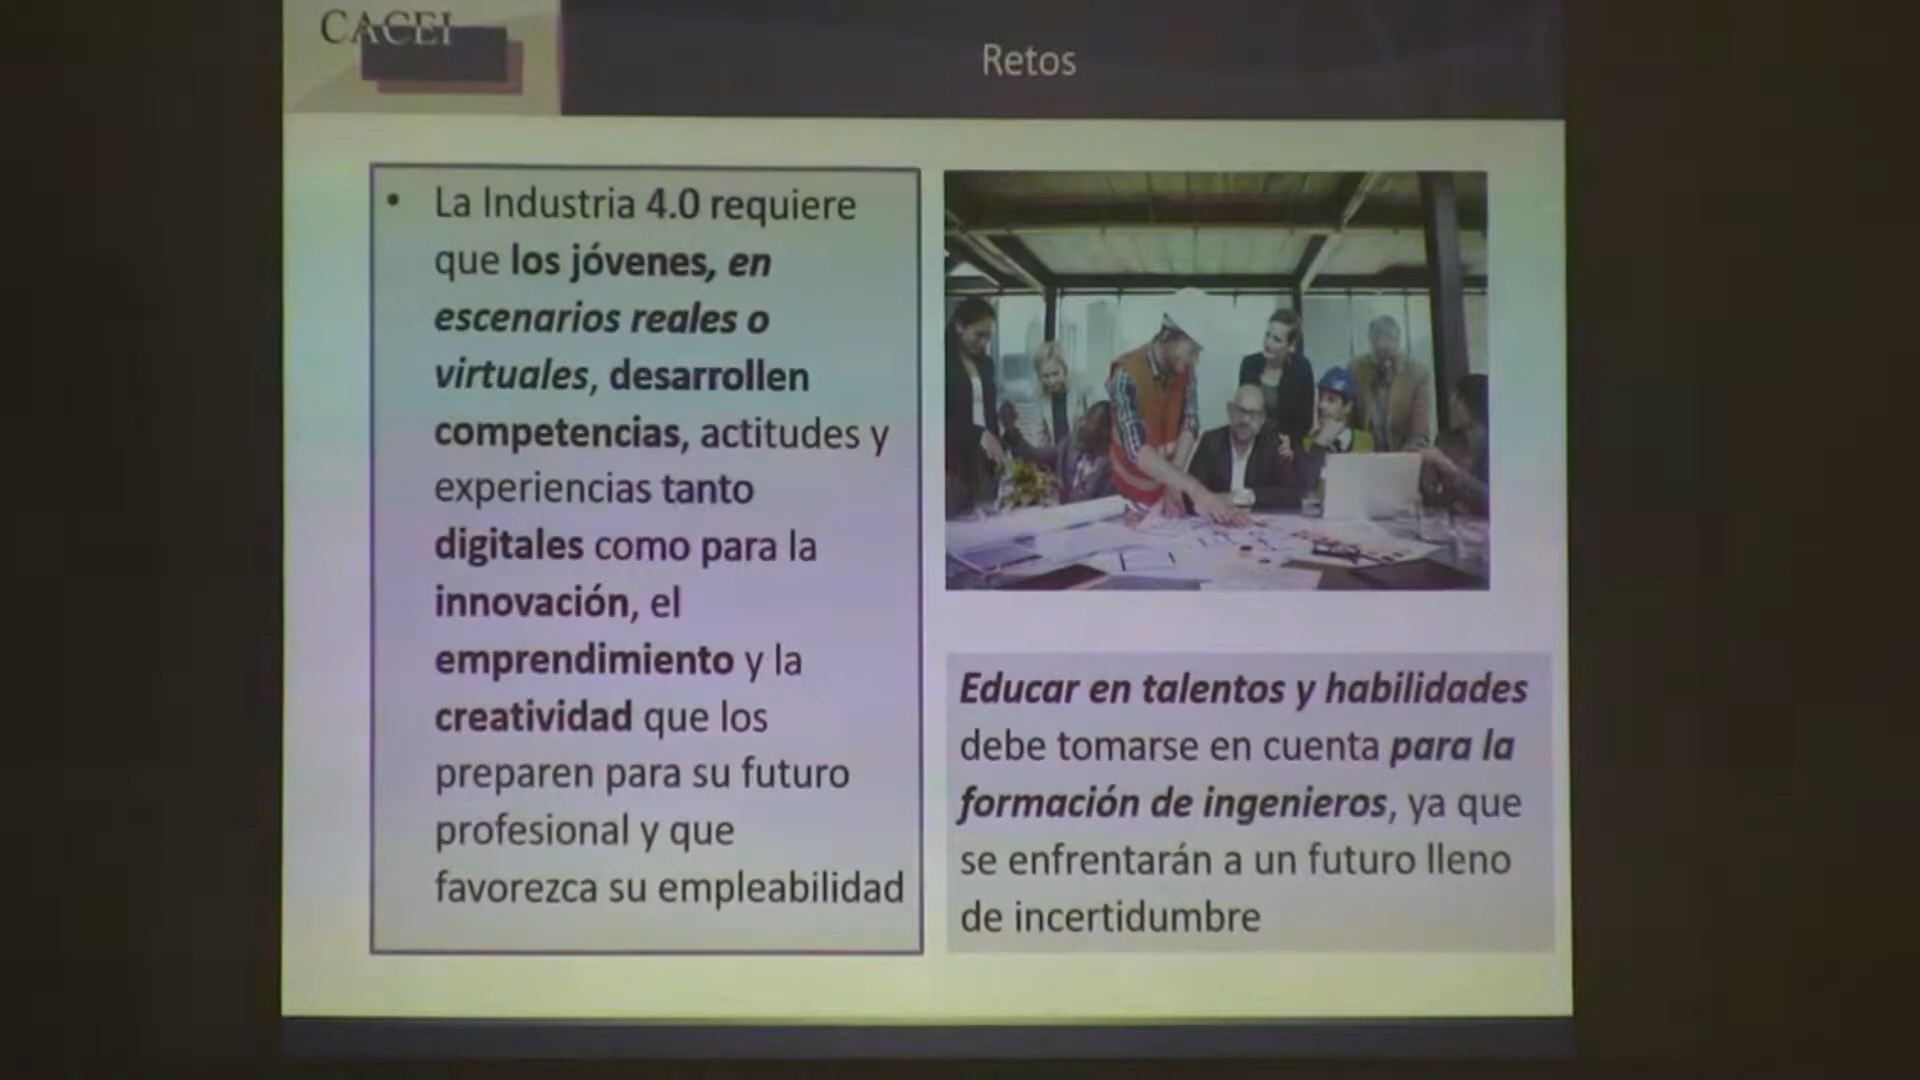 CACEI
Retos
• La Industria 4.0 requiere
que los jóvenes, en
escenarios reales o
virtuales, desarrollen
competencias, actitudes y
experiencias tanto
digitales como para la
innovación, el
emprendimiento y la
creatividad que los
preparen para su futuro
profesional y que
favorezca su empleabilidad
Educar en talentos y habilidades
debe tomarse en cuenta para la
formación de ingenieros, ya que
se enfrentarán a un futuro lleno
de incertidumbre